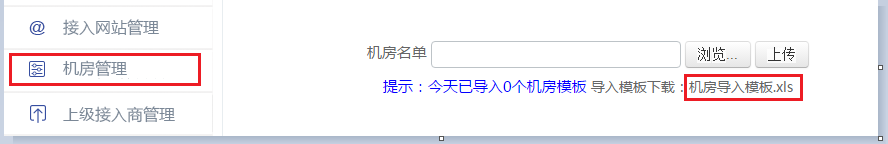 @ 接入网站管理
机房管理
上级接入商管理
机房名单 浏览... 上传
提示：今天已导入0个机房模板 导入模板下载：机房导入模板.xls